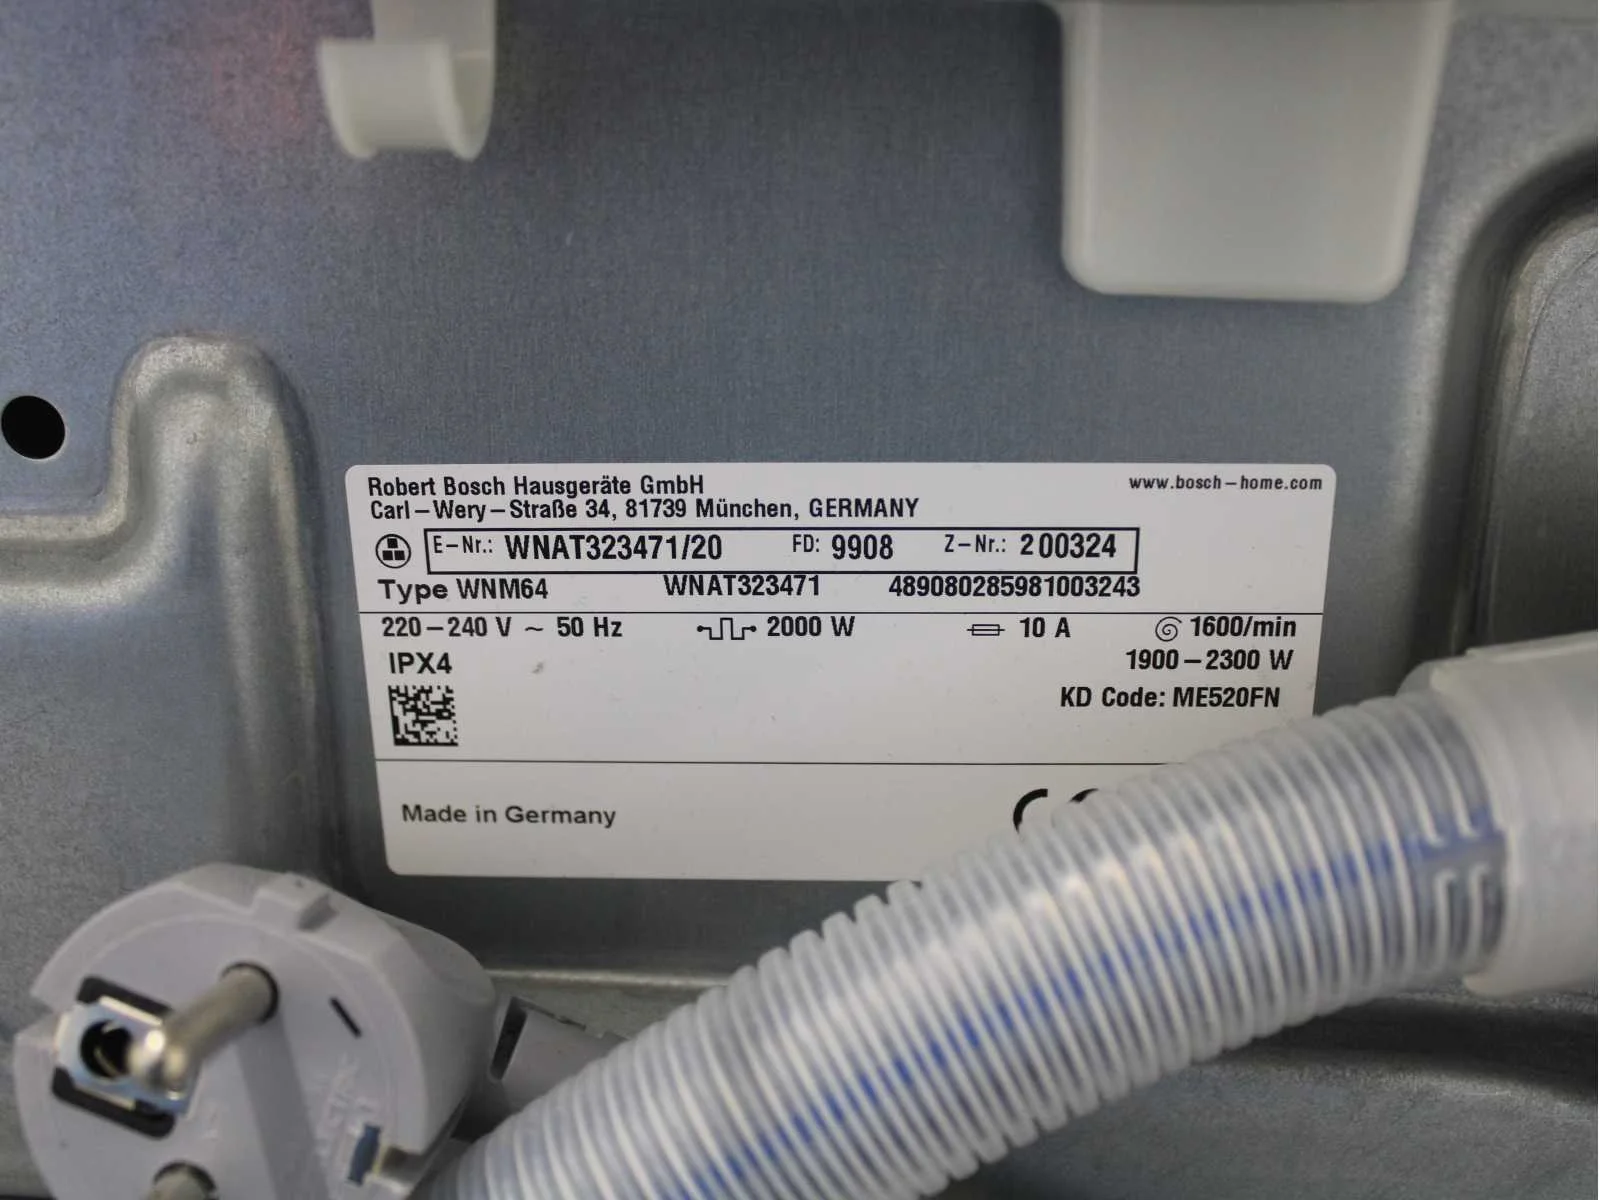 Robert Bosch Hausgeräte GmbH
www.bosch-home.com
Carl-Wery-Straße 34, 81739 München, GERMANY
E-Nr.: WNAT323471/20 FD: 9908 Z-Nr.: 200324
Type WNM64 WNAT323471 489080285981003243
220-240 V ~ 50 Hz 2000 W 10 A 1600/min
IPX4 1900-2300 W
KD Code: ME520FN
Made in Germany